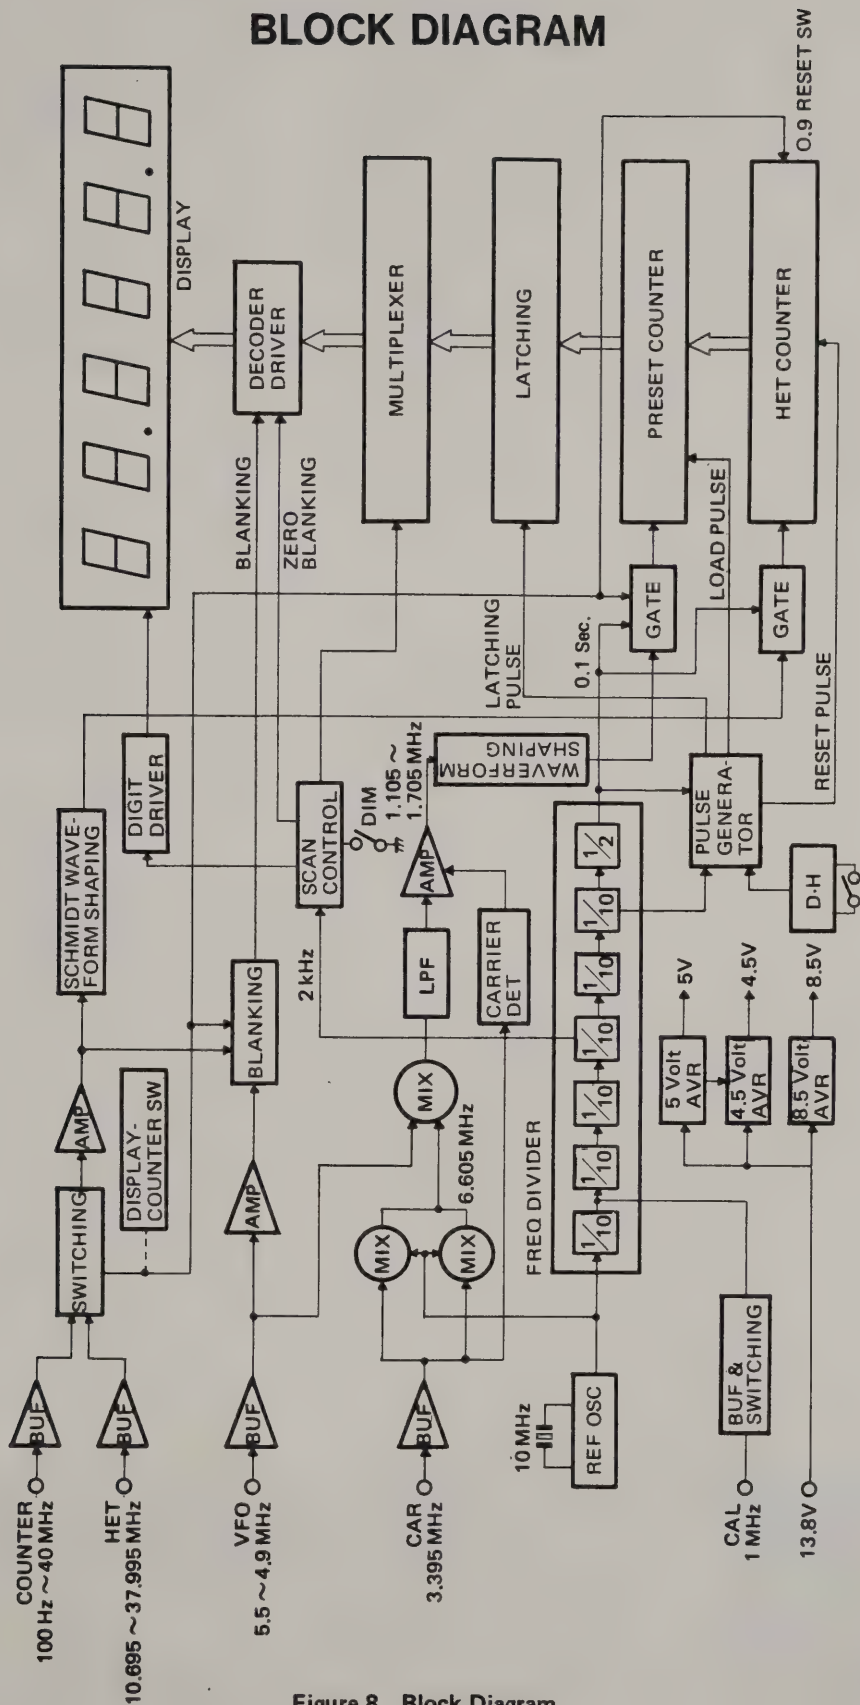 BLOCK DIAGRAM
COUNTER
100 Hz ~ 40 MHz
HET
10.695 ~ 37.995 MHz
VFO
5.5 ~ 4.9 MHz
CAR
3.395 MHz
CAL
1 MHz
13.8V
BUF
BUF
BUF
BUF
10 MHz
REF OSC
BUF &
SWITCHING
SWITCHING
DISPLAY-
COUNTER SW
AMP
AMP
MIX
MIX
6.605 MHz
MIX
FREQ DIVIDER
1/10
1/10
1/10
1/10
1/10
1/10
1/2
5 Volt
AVR
4.5 Volt
AVR
8.5 Volt
AVR
5V
4.5V
8.5V
SCHMIDT WAVE-
FORM SHAPING
BLANKING
2 kHz
LPF
CARRIER
DET
AMP
1.105 ~
1.705 MHz
WAVEFORM
SHAPING
DIGIT
DRIVER
SCAN
CONTROL
DIM
D·H
PULSE
GENERA-
TOR
RESET PULSE
LOAD PULSE
LATCHING
PULSE
0.1 Sec.
GATE
GATE
BLANKING
ZERO
BLANKING
DISPLAY
DECODER
DRIVER
MULTIPLEXER
LATCHING
PRESET COUNTER
HET COUNTER
0.9 RESET SW
Figure 8. Block Diagram